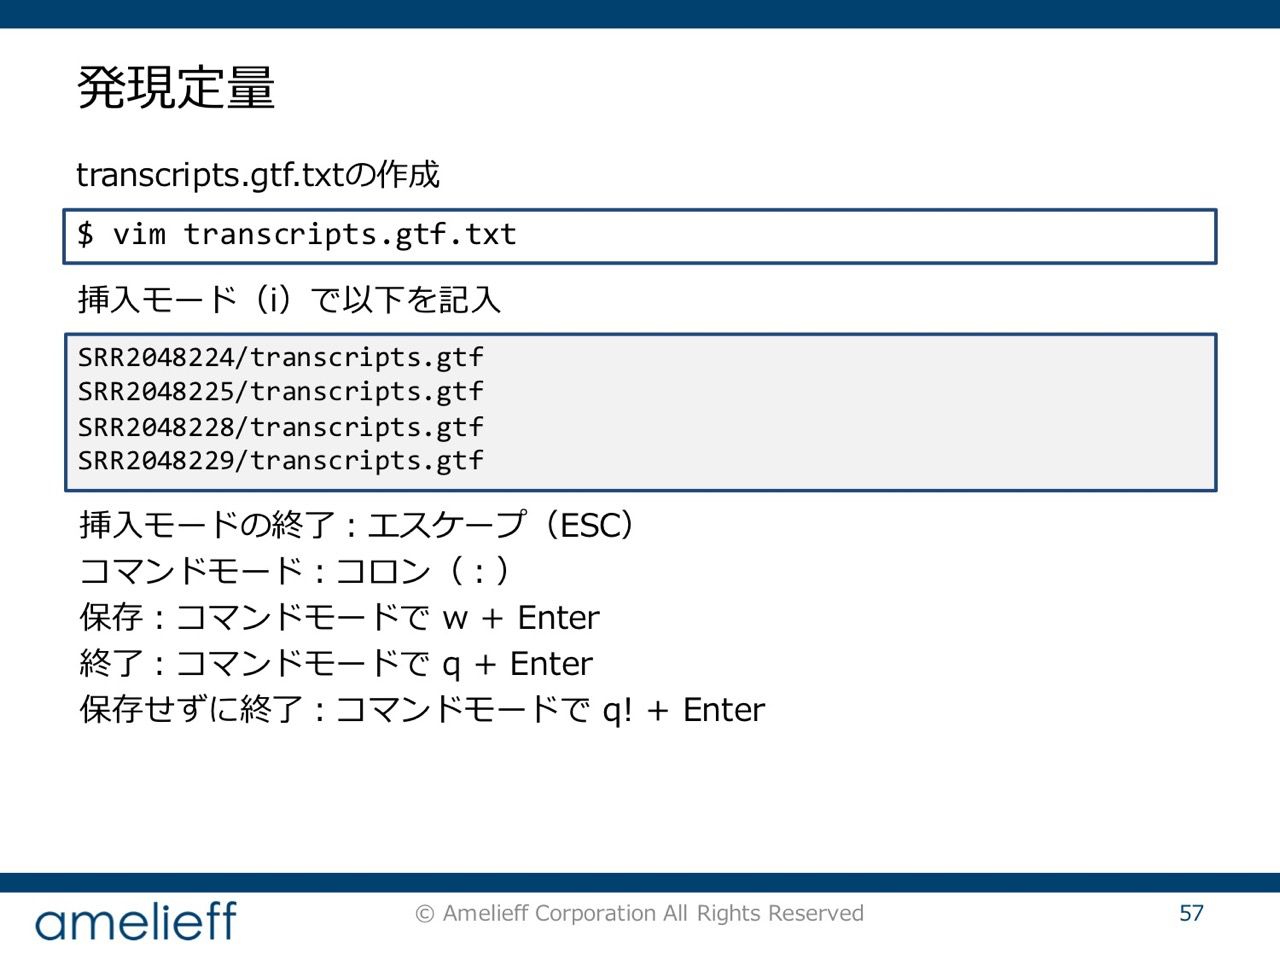 発現定量
transcripts.gtf.txtの作成
$ vim transcripts.gtf.txt
挿入モード（i）で以下を記入
SRR2048224/transcripts.gtf
SRR2048225/transcripts.gtf
SRR2048228/transcripts.gtf
SRR2048229/transcripts.gtf
挿入モードの終了：エスケープ（ESC）
コマンドモード：コロン（：）
保存：コマンドモードで w + Enter
終了：コマンドモードで q + Enter
保存せずに終了：コマンドモードで q! + Enter
amelieff
© Amelieff Corporation All Rights Reserved
57